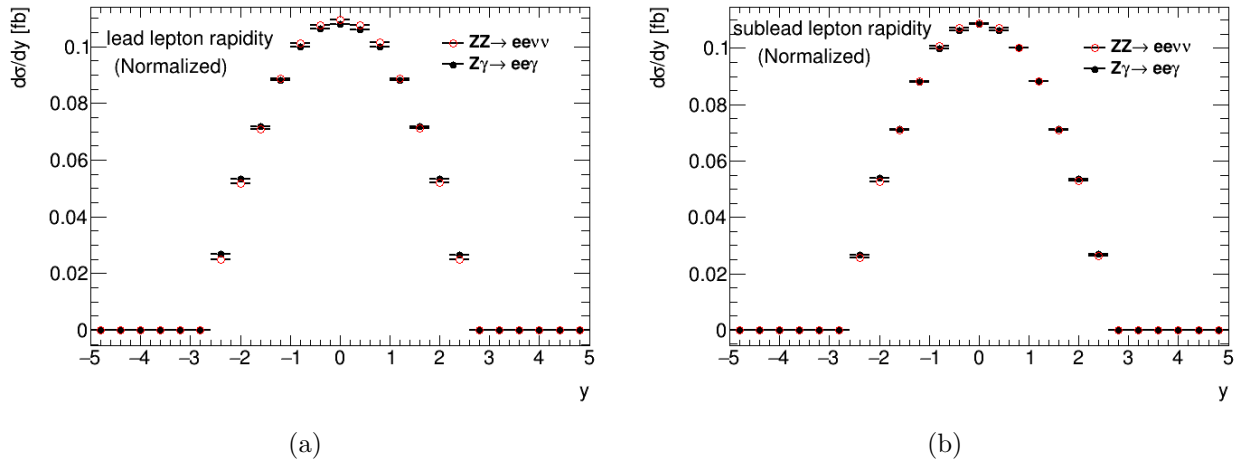 dσ/dy [fb]
lead lepton rapidity
(Normalized)
ZZ→ eeνν
Zγ→ eeγ
0.1
0.08
0.06
0.04
0.02
0
−5 −4 −3 −2 −1 0 1 2 3 4 5
y
(a)
dσ/dy [fb]
sublead lepton rapidity
(Normalized)
ZZ→ eeνν
Zγ→ eeγ
0.1
0.08
0.06
0.04
0.02
0
−5 −4 −3 −2 −1 0 1 2 3 4 5
y
(b)